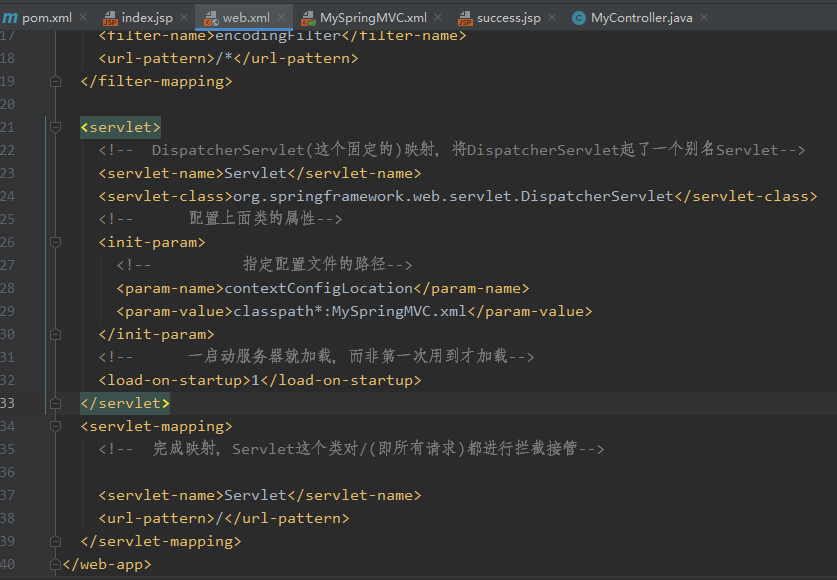 pom.xml index.jsp web.xml MySpringMVC.xml success.jsp MyController.java
17 <filter-name>encodingFilter</filter-name>
18 <url-pattern>/*</url-pattern>
19 </filter-mapping>
20
21 <servlet>
22 <!-- DispatcherServlet(这个固定的)映射, 将DispatcherServlet起了一个别名Servlet-->
23 <servlet-name>Servlet</servlet-name>
24 <servlet-class>org.springframework.web.servlet.DispatcherServlet</servlet-class>
25 <!-- 配置上面类的属性-->
26 <init-param>
27 <!-- 指定配置文件的路径-->
28 <param-name>contextConfigLocation</param-name>
29 <param-value>classpath*:MySpringMVC.xml</param-value>
30 </init-param>
31 <!-- 一启动服务器就加载, 而非第一次用到才加载-->
32 <load-on-startup>1</load-on-startup>
33 </servlet>
34 <servlet-mapping>
35 <!-- 完成映射, Servlet这个类对/(即所有请求)都进行拦截接管-->
36
37 <servlet-name>Servlet</servlet-name>
38 <url-pattern>/</url-pattern>
39 </servlet-mapping>
40 </web-app>